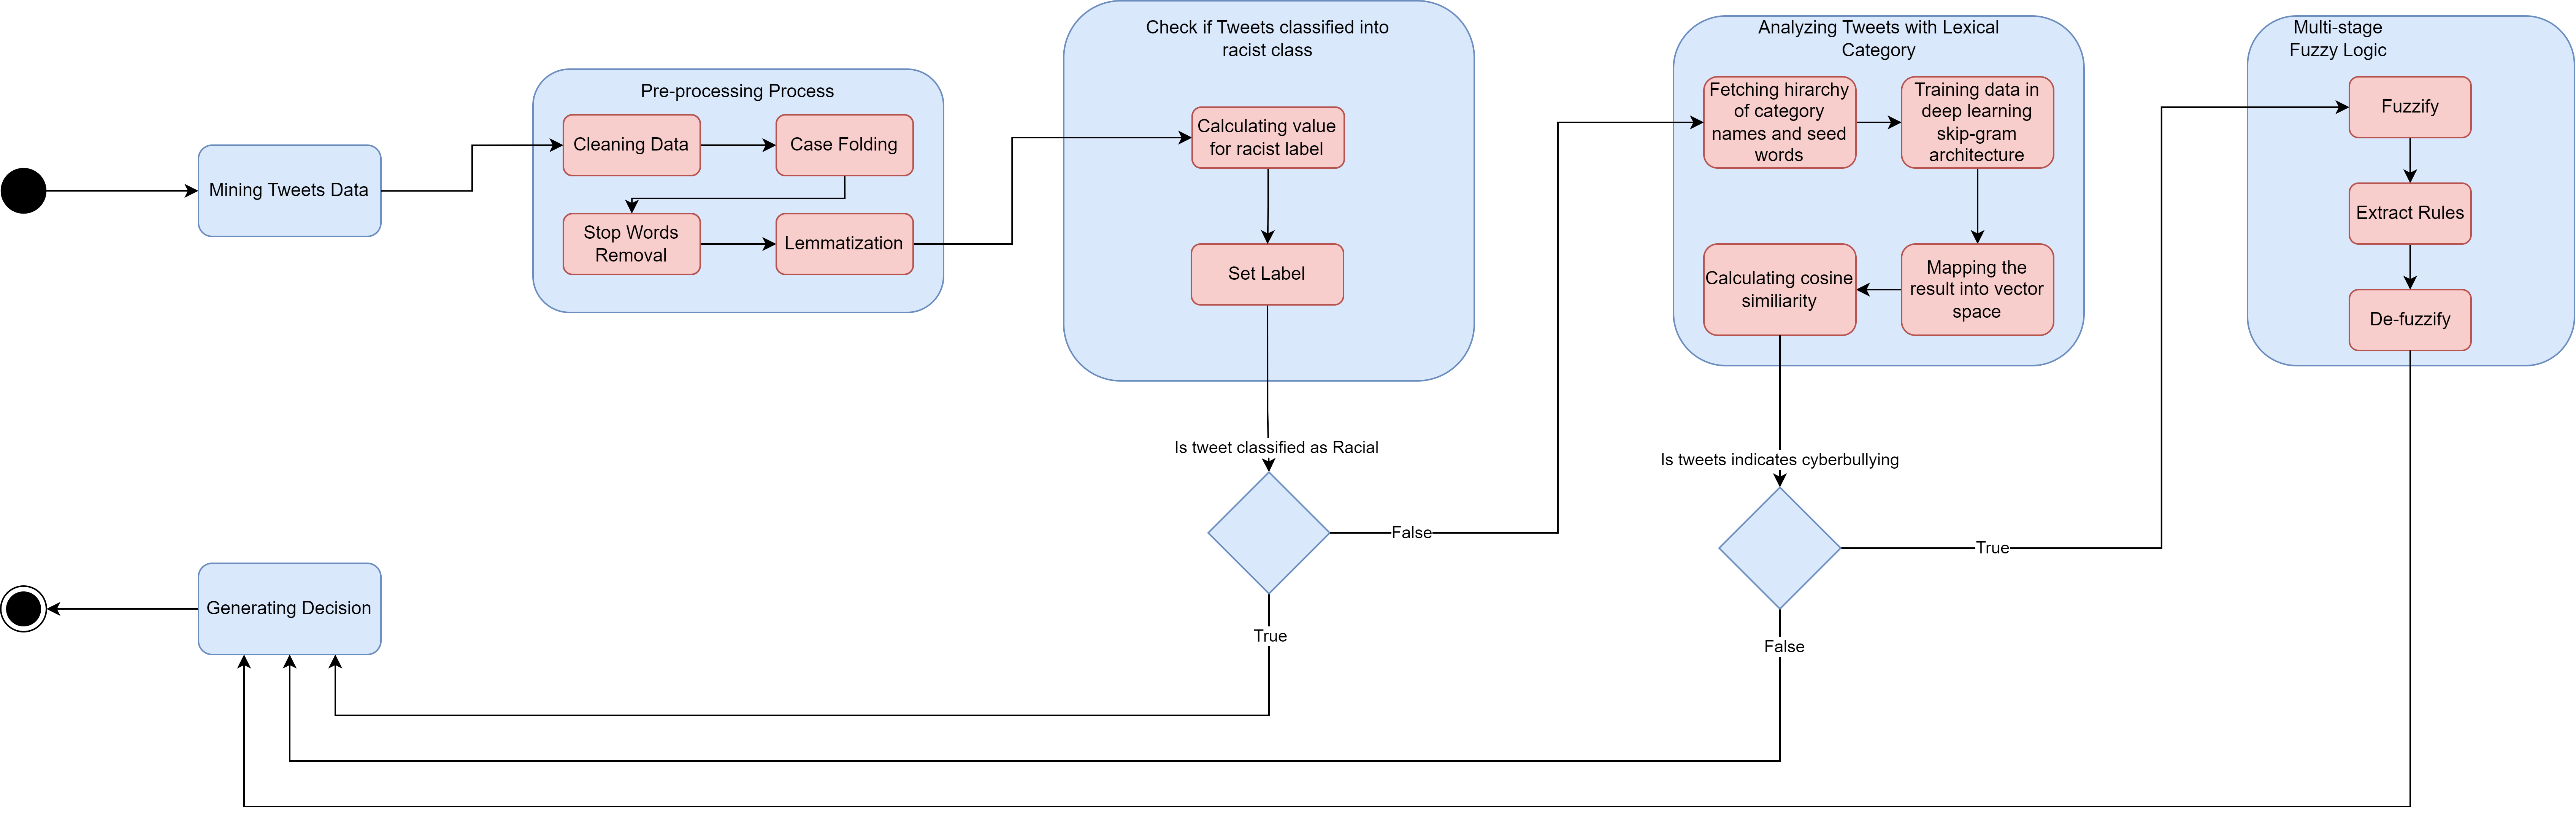 Mining Tweets Data
Pre-processing Process
Cleaning Data
Case Folding
Stop Words
Removal
Lemmatization
Check if Tweets classified into
racist class
Calculating value
for racist label
Set Label
Is tweet classified as Racial
False
True
Analyzing Tweets with Lexical
Category
Fetching hirarchy
of category
names and seed
words
Training data in
deep learning
skip-gram
architecture
Mapping the
result into vector
space
Calculating cosine
similiarity
Is tweets indicates cyberbullying
True
False
Multi-stage
Fuzzy Logic
Fuzzify
Extract Rules
De-fuzzify
Generating Decision